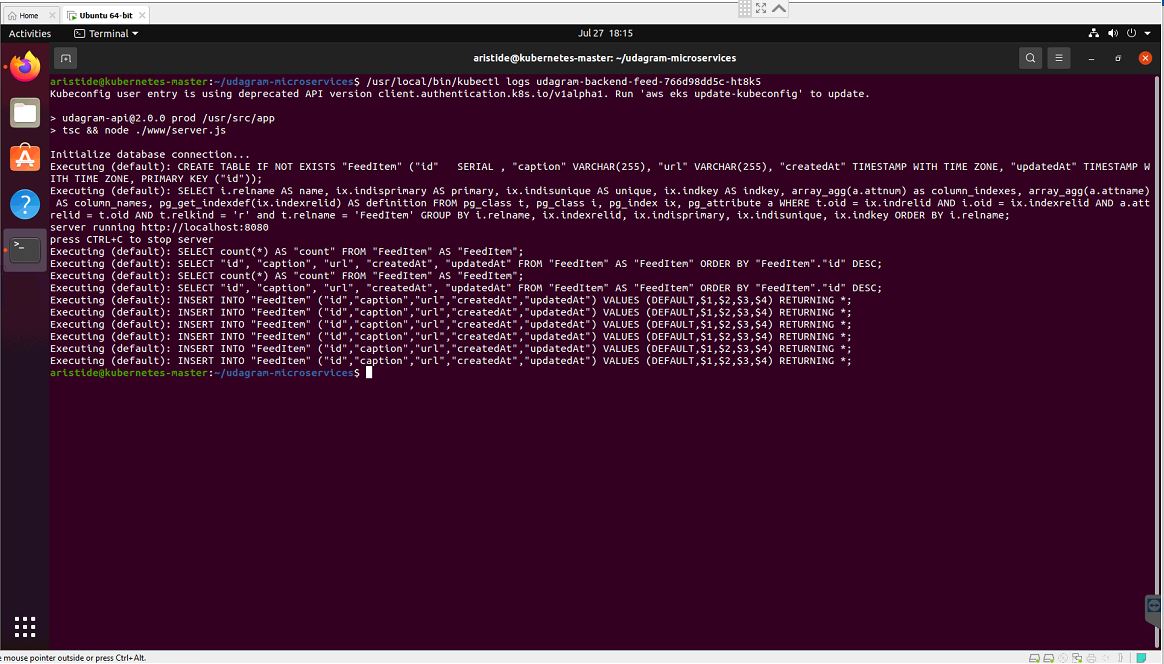 Home
Ubuntu 64-bit
Activities
Terminal
Jul 27 18:15
aristide@kubernetes-master: ~/udagram-microservices
aristide@kubernetes-master:~/udagram-microservices$ /usr/local/bin/kubectl logs udagram-backend-feed-766d98dd5c-ht8k5
Kubeconfig user entry is using deprecated API version client.authentication.k8s.io/v1alpha1. Run 'aws eks update-kubeconfig' to update.
> udagram-api@2.0.0 prod /usr/src/app
> tsc && node ./www/server.js
Initialize database connection...
Executing (default): CREATE TABLE IF NOT EXISTS "FeedItem" ("id"   SERIAL , "caption" VARCHAR(255), "url" VARCHAR(255), "createdAt" TIMESTAMP WITH TIME ZONE, "updatedAt" TIMESTAMP W
ITH TIME ZONE, PRIMARY KEY ("id"));
Executing (default): SELECT i.relname AS name, ix.indisprimary AS primary, ix.indisunique AS unique, ix.indkey AS indkey, array_agg(a.attnum) as column_indexes, array_agg(a.attname)
 AS column_names, pg_get_indexdef(ix.indexrelid) AS definition FROM pg_class t, pg_class i, pg_index ix, pg_attribute a WHERE t.oid = ix.indrelid AND i.oid = ix.indexrelid AND a.att
relid = t.oid AND t.relkind = 'r' and t.relname = 'FeedItem' GROUP BY i.relname, ix.indexrelid, ix.indisprimary, ix.indisunique, ix.indkey ORDER BY i.relname;
server running http://localhost:8080
press CTRL+C to stop server
Executing (default): SELECT count(*) AS "count" FROM "FeedItem" AS "FeedItem";
Executing (default): SELECT "id", "caption", "url", "createdAt", "updatedAt" FROM "FeedItem" AS "FeedItem" ORDER BY "FeedItem"."id" DESC;
Executing (default): SELECT count(*) AS "count" FROM "FeedItem" AS "FeedItem";
Executing (default): SELECT "id", "caption", "url", "createdAt", "updatedAt" FROM "FeedItem" AS "FeedItem" ORDER BY "FeedItem"."id" DESC;
Executing (default): INSERT INTO "FeedItem" ("id","caption","url","createdAt","updatedAt") VALUES (DEFAULT,$1,$2,$3,$4) RETURNING *;
Executing (default): INSERT INTO "FeedItem" ("id","caption","url","createdAt","updatedAt") VALUES (DEFAULT,$1,$2,$3,$4) RETURNING *;
Executing (default): INSERT INTO "FeedItem" ("id","caption","url","createdAt","updatedAt") VALUES (DEFAULT,$1,$2,$3,$4) RETURNING *;
Executing (default): INSERT INTO "FeedItem" ("id","caption","url","createdAt","updatedAt") VALUES (DEFAULT,$1,$2,$3,$4) RETURNING *;
Executing (default): INSERT INTO "FeedItem" ("id","caption","url","createdAt","updatedAt") VALUES (DEFAULT,$1,$2,$3,$4) RETURNING *;
Executing (default): INSERT INTO "FeedItem" ("id","caption","url","createdAt","updatedAt") VALUES (DEFAULT,$1,$2,$3,$4) RETURNING *;
aristide@kubernetes-master:~/udagram-microservices$
e mouse pointer outside or press Ctrl+Alt.